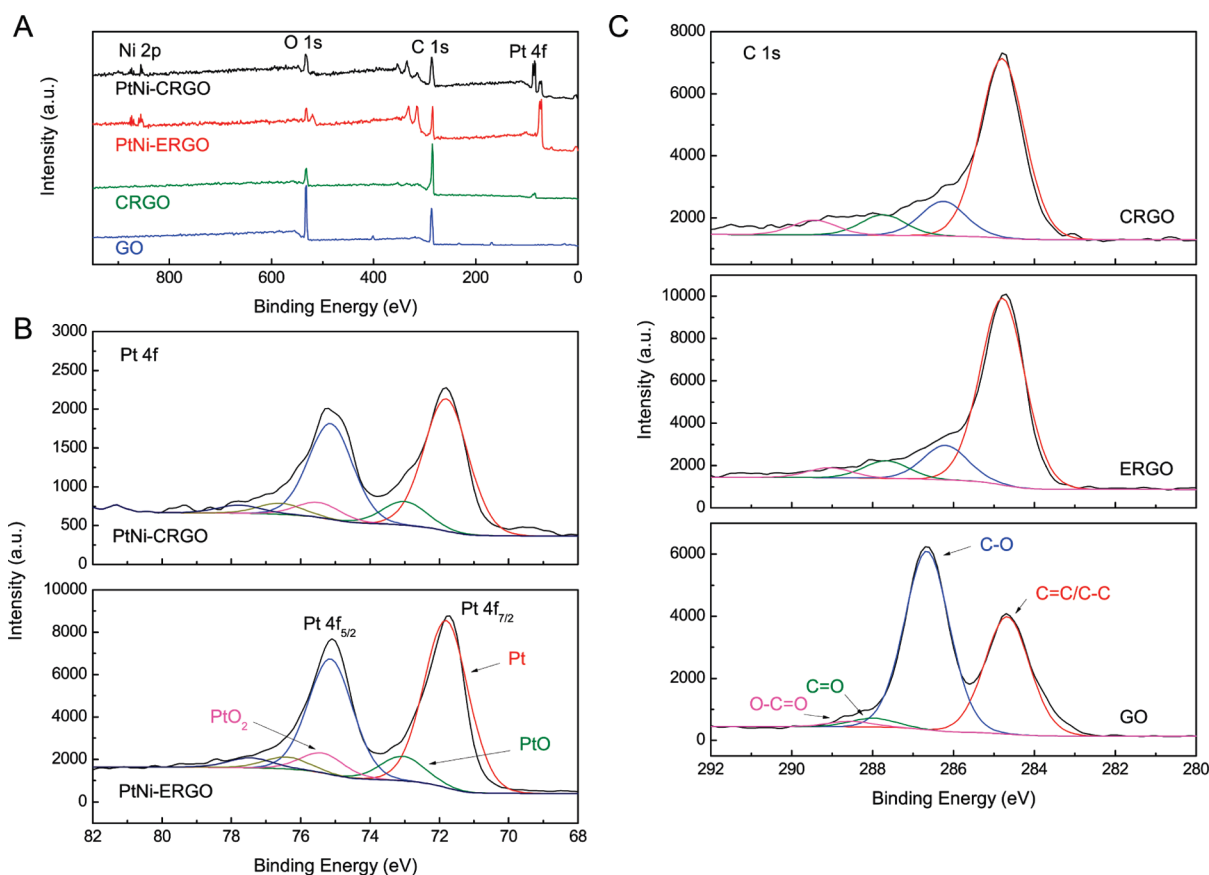 A
Ni 2p
O 1s
C 1s
Pt 4f
PtNi-CRGO
PtNi-ERGO
CRGO
GO
Intensity (a.u.)
800 600 400 200 0
Binding Energy (eV)
B
Pt 4f
3000
2500
2000
1500
1000
500
0
PtNi-CRGO
Intensity (a.u.)
10000
8000
6000
4000
2000
0
Pt 4f5/2
Pt 4f7/2
Pt
PtO2
PtO
PtNi-ERGO
82 80 78 76 74 72 70 68
Binding Energy (eV)
C
C 1s
8000
6000
4000
2000
0
CRGO
Intensity (a.u.)
10000
8000
6000
4000
2000
0
ERGO
6000
4000
2000
0
C-O
C=C/C-C
C=O
O-C=O
GO
292 290 288 286 284 282 280
Binding Energy (eV)